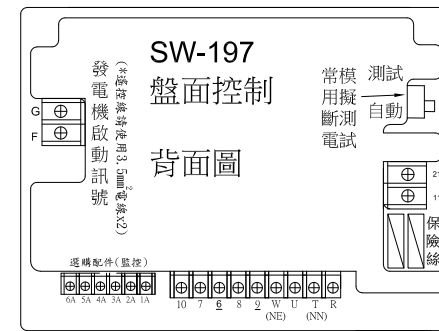 SW-197
盤面控制
背面圖
發電機啟動訊號
(*遙控線請使用3.5mm²電線x2)
G
F
常用斷電
模擬測試
測試
自動
保險絲
選購配件(監控)
6A 5A 4A 3A 2A 1A
10 7 6 8 9 W U T R
(NE) (NN)